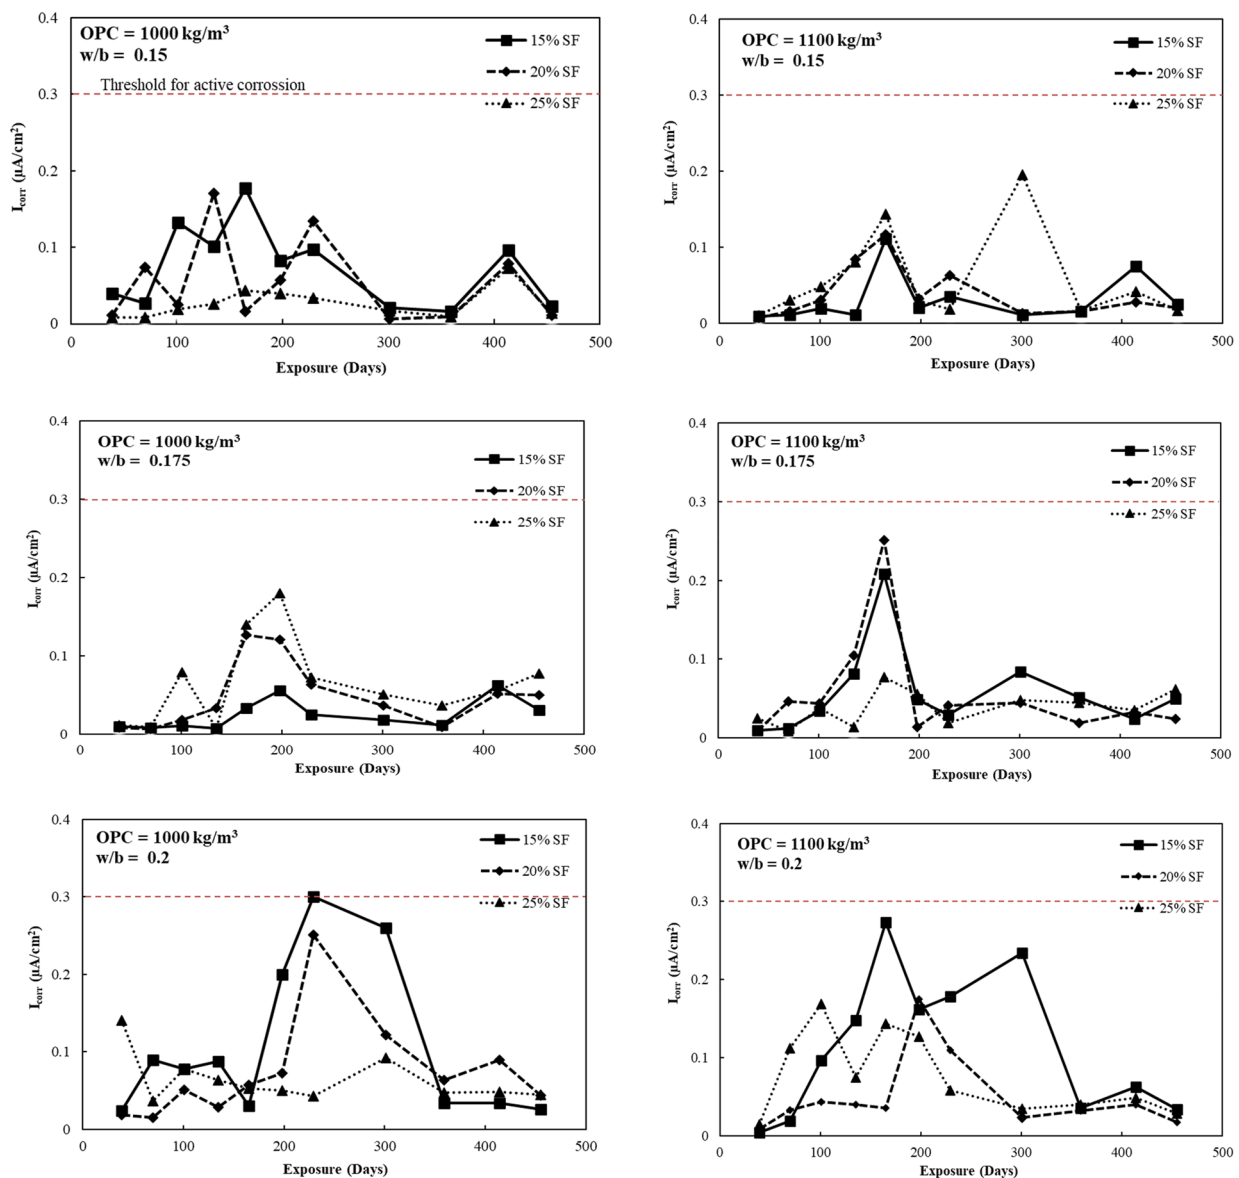 OPC = 1000 kg/m³
w/b = 0.15
Threshold for active corrossion
15% SF
20% SF
25% SF
0.4
0.3
0.2
0.1
0
I_corr (µA/cm²)
0 100 200 300 400 500
Exposure (Days)
OPC = 1100 kg/m³
w/b = 0.15
15% SF
20% SF
25% SF
0.4
0.3
0.2
0.1
0
I_corr (µA/cm²)
0 100 200 300 400 500
Exposure (Days)
OPC = 1000 kg/m³
w/b = 0.175
15% SF
20% SF
25% SF
0.4
0.3
0.2
0.1
0
I_corr (µA/cm²)
0 100 200 300 400 500
Exposure (Days)
OPC = 1100 kg/m³
w/b = 0.175
15% SF
20% SF
25% SF
0.4
0.3
0.2
0.1
0
I_corr (µA/cm²)
0 100 200 300 400 500
Exposure (Days)
OPC = 1000 kg/m³
w/b = 0.2
15% SF
20% SF
25% SF
0.4
0.3
0.2
0.1
0
I_corr (µA/cm²)
0 100 200 300 400 500
Exposure (Days)
OPC = 1100 kg/m³
w/b = 0.2
15% SF
20% SF
25% SF
0.4
0.3
0.2
0.1
0
I_corr (µA/cm²)
0 100 200 300 400 500
Exposure (Days)